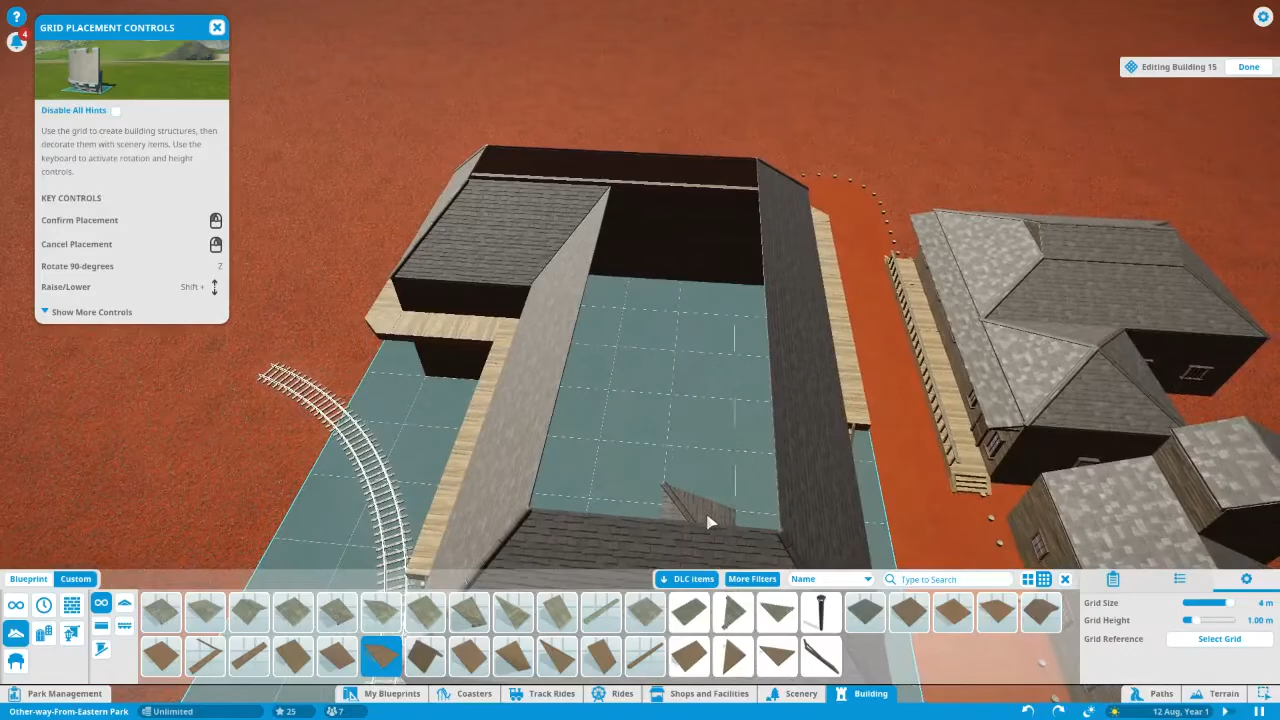 GRID PLACEMENT CONTROLS
4
Disable All Hints
Use the grid to create building structures, then
decorate them with scenery items. Use the
keyboard to activate rotation and height
controls.
KEY CONTROLS
Confirm Placement
Cancel Placement
Rotate 90-degrees Z
Raise/Lower Shift +
Show More Controls
Editing Building 15 Done
Blueprint Custom DLC items More Filters Name Type to Search
Grid Size 4 m
Grid Height 1.00 m
Grid Reference Select Grid
Park Management My Blueprints Coasters Track Rides Rides Shops and Facilities Scenery Building Paths Terrain
Other-way-From-Eastern Park Unlimited 25 7 12 Aug, Year 1